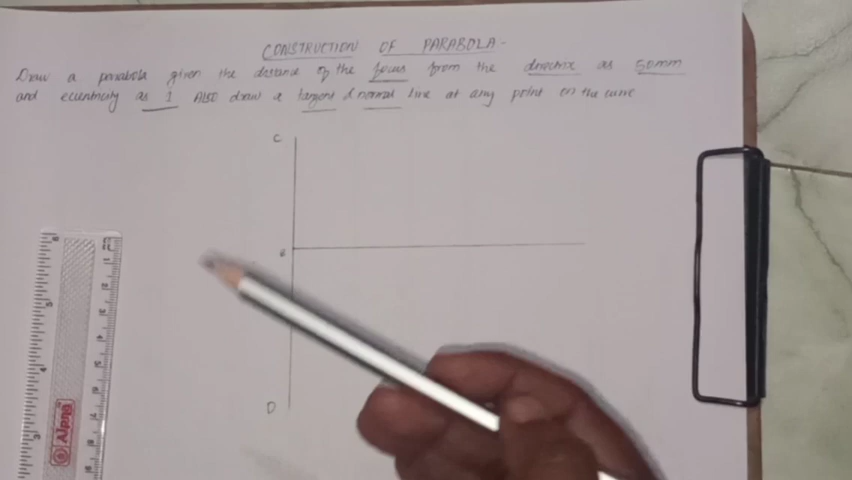 CONSTRUCTION OF PARABOLA-
Draw a parabola given the distance of the focus from the directrix as 50mm
and eccentricity as 1 Also draw a tangent & normal line at any point on the curve
C
D
Alpha